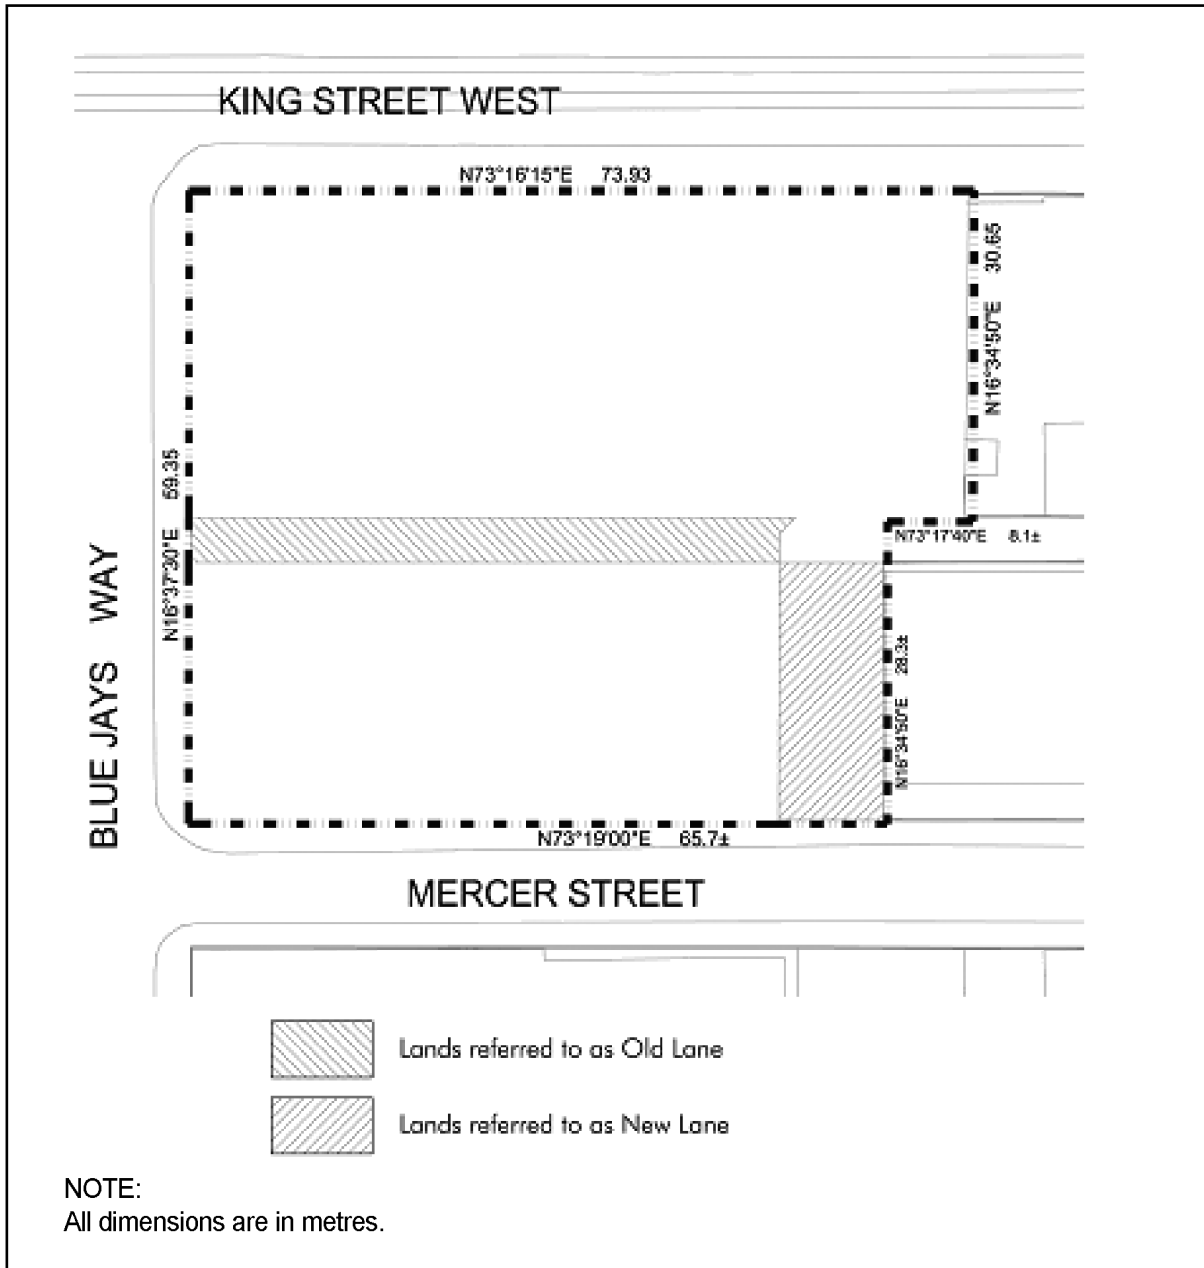 KING STREET WEST
N73°16'15"E 73.93
N16°34'50"E 30.65
N16°37'30"E 59.35
N73°17'40"E 8.1±
BLUE JAYS WAY
N16°34'50"E 28.3±
N73°19'00"E 65.7±
MERCER STREET
Lands referred to as Old Lane
Lands referred to as New Lane
NOTE:
All dimensions are in metres.